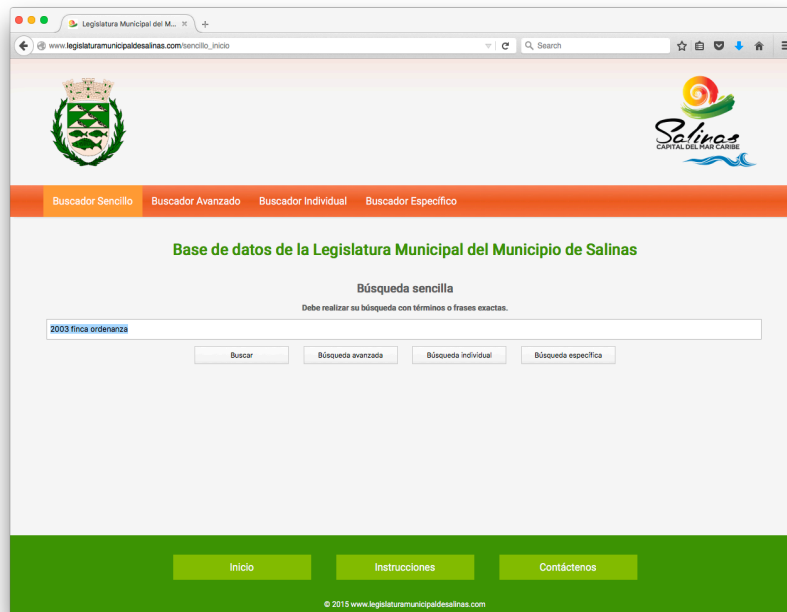 Legislatura Municipal del M...
www.legislaturamunicipaldesalinas.com/sencillo_inicio
Search
Salinas
CAPITAL DEL MAR CARIBE
Buscador Sencillo Buscador Avanzado Buscador Individual Buscador Específico
Base de datos de la Legislatura Municipal del Municipio de Salinas
Búsqueda sencilla
Debe realizar su búsqueda con términos o frases exactas.
2003 finca ordenanza
Buscar Búsqueda avanzada Búsqueda individual Búsqueda específica
Inicio Instrucciones Contáctenos
© 2015 www.legislaturamunicipaldesalinas.com